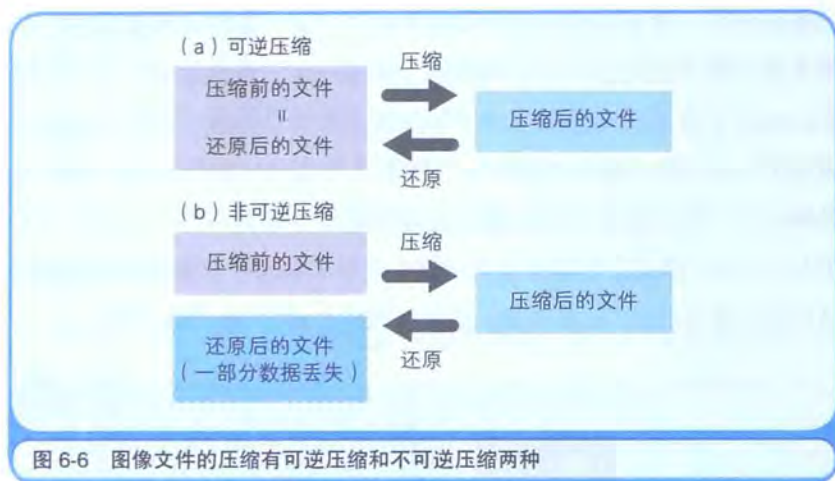 （a）可逆压缩
压缩
压缩前的文件
=
还原后的文件
压缩后的文件
还原
（b）非可逆压缩
压缩
压缩前的文件
压缩后的文件
还原后的文件
（一部分数据丢失）
还原
图 6-6 图像文件的压缩有可逆压缩和不可逆压缩两种